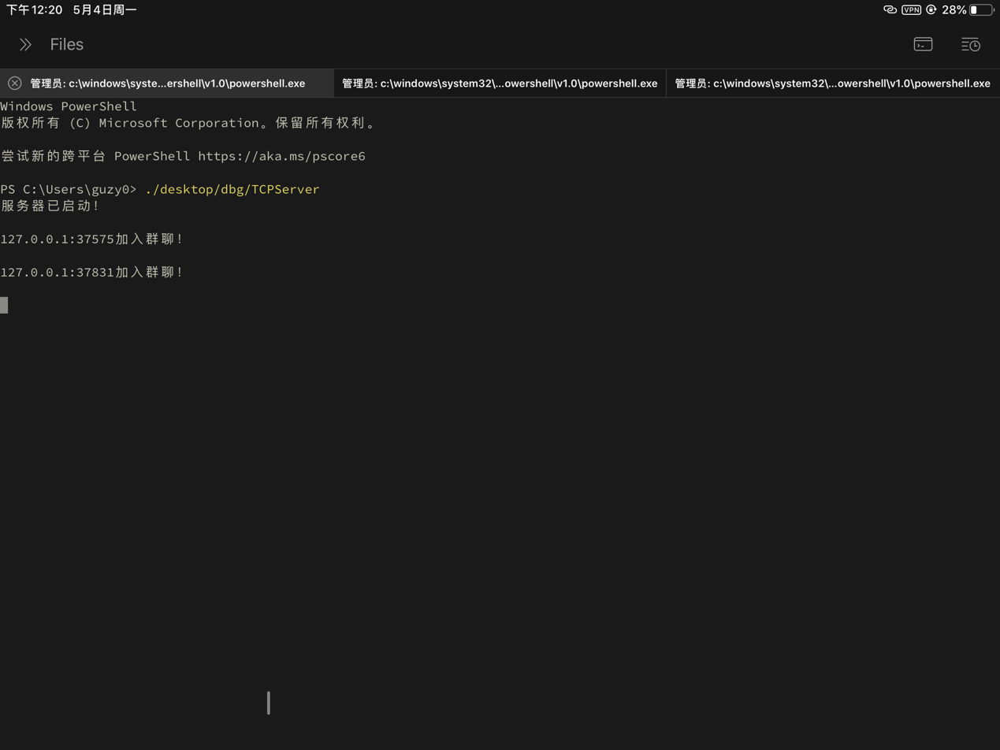 下午12:20 5月4日周一
VPN 28%
Files
管理员: c:\windows\syste...ershell\v1.0\powershell.exe
管理员: c:\windows\system32\...owershell\v1.0\powershell.exe
管理员: c:\windows\system32\...owershell\v1.0\powershell.exe
Windows PowerShell
版权所有 (C) Microsoft Corporation。保留所有权利。
尝试新的跨平台 PowerShell https://aka.ms/pscore6
PS C:\Users\guzy0> ./desktop/dbg/TCPServer
服务器已启动!
127.0.0.1:37575加入群聊!
127.0.0.1:37831加入群聊!